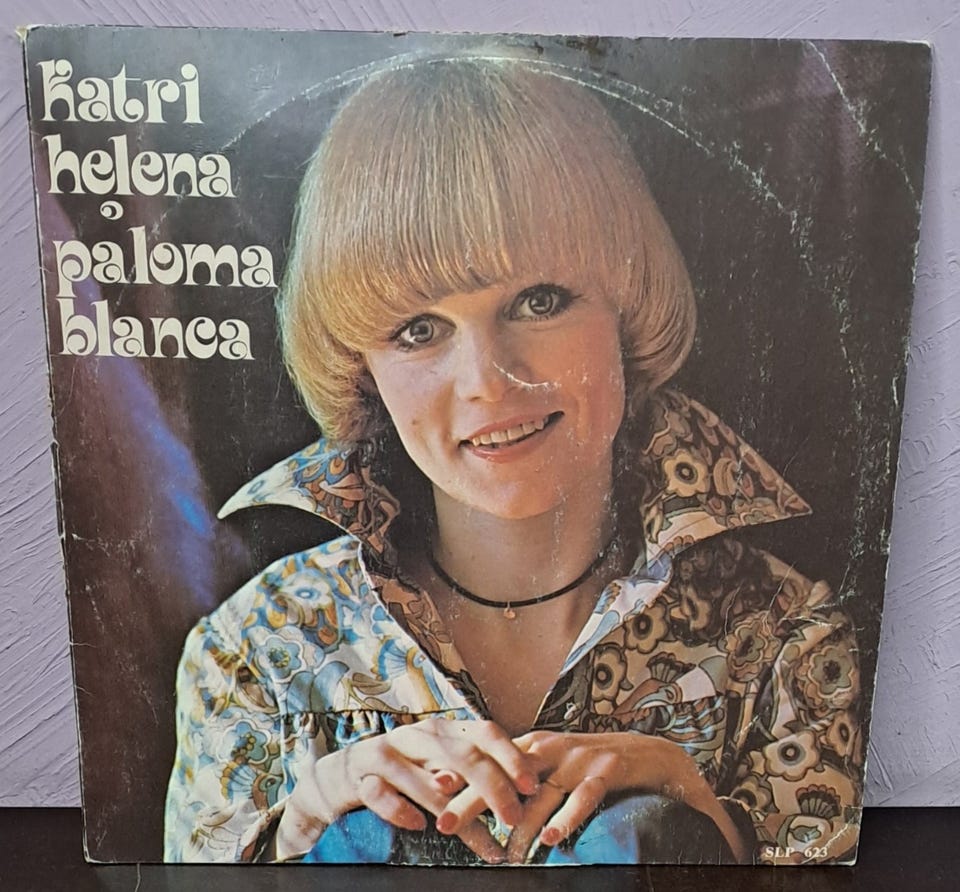 katri
helena
o
paloma
blanca
SLP 623